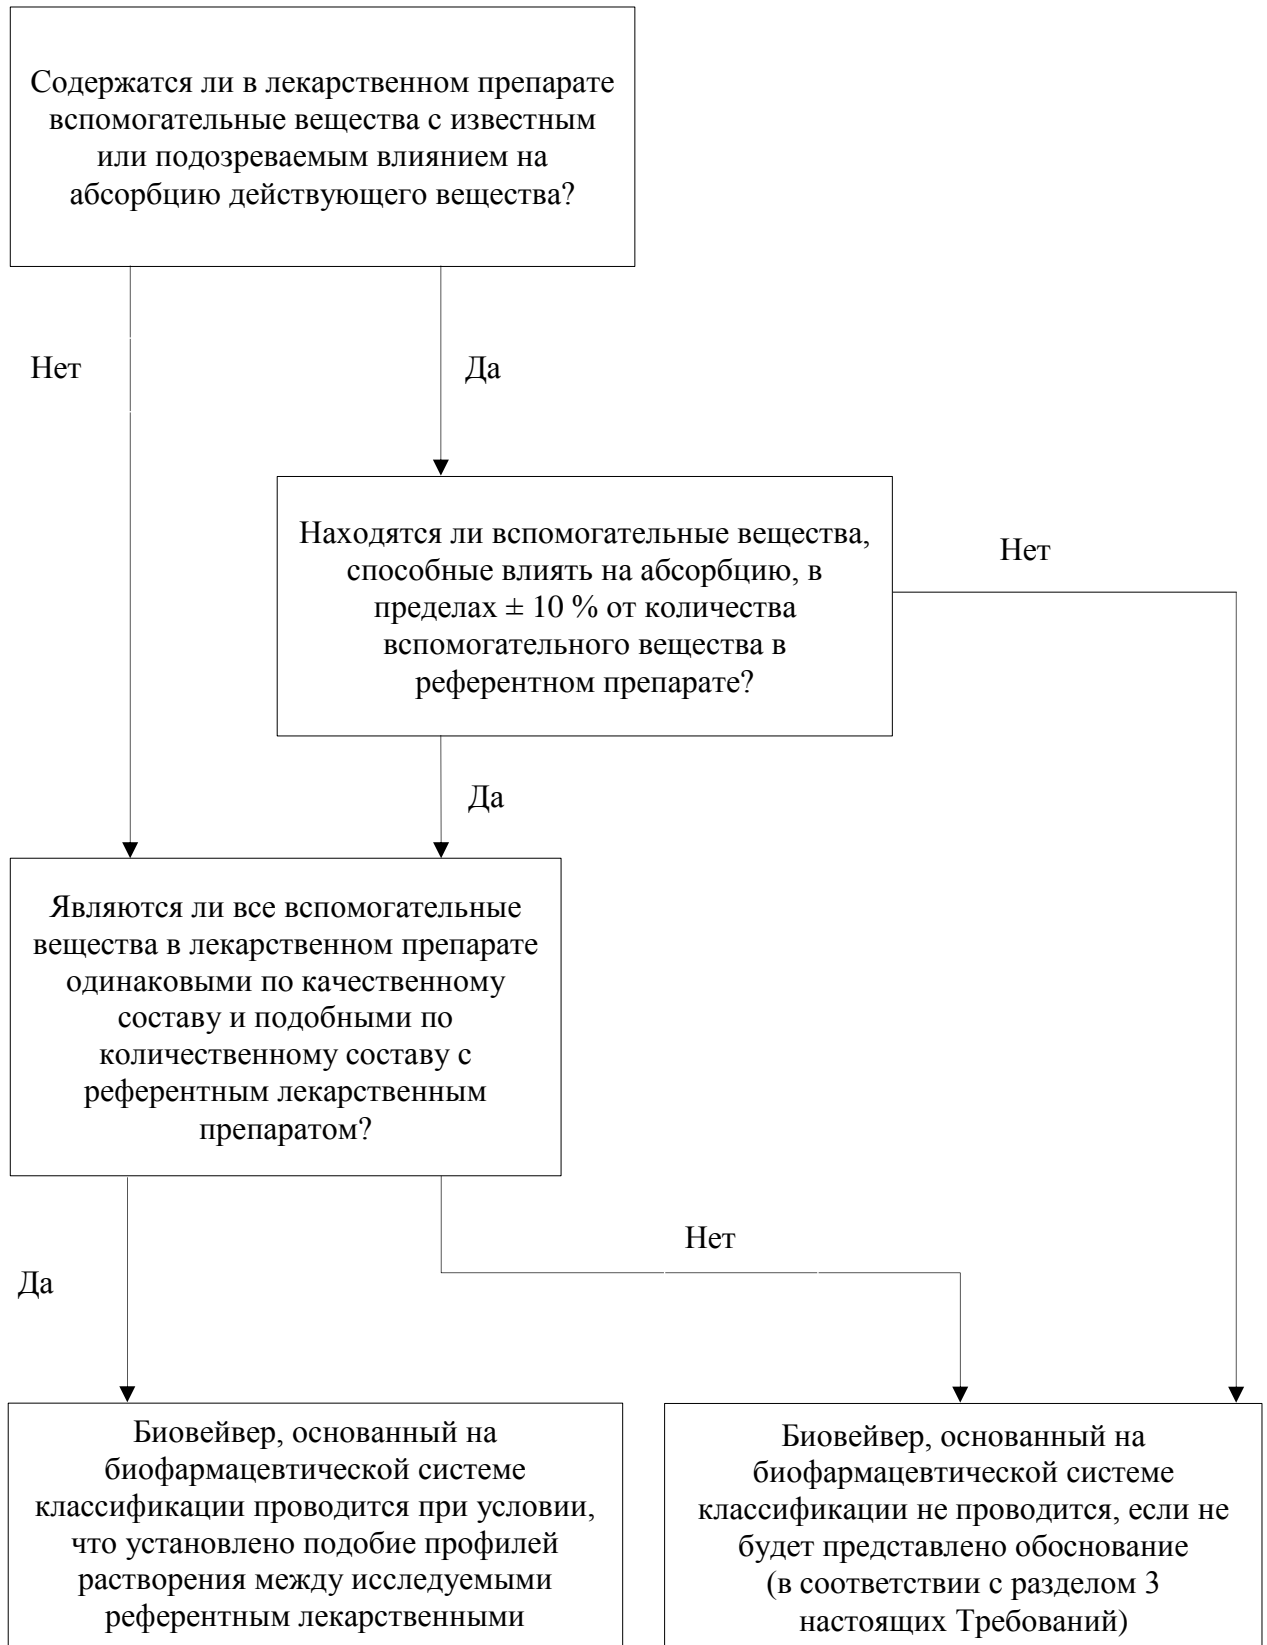 Содержатся ли в лекарственном препарате
вспомогательные вещества с известным
или подозреваемым влиянием на
абсорбцию действующего вещества?
Нет
Да
Находятся ли вспомогательные вещества,
способные влиять на абсорбцию, в
пределах ± 10 % от количества
вспомогательного вещества в
референтном препарате?
Нет
Да
Являются ли все вспомогательные
вещества в лекарственном препарате
одинаковыми по качественному
составу и подобными по
количественному составу с
референтным лекарственным
препаратом?
Нет
Да
Биовейвер, основанный на
биофармацевтической системе
классификации проводится при условии,
что установлено подобие профилей
растворения между исследуемыми
референтным лекарственными
Биовейвер, основанный на
биофармацевтической системе
классификации не проводится, если не
будет представлено обоснование
(в соответствии с разделом 3
настоящих Требований)